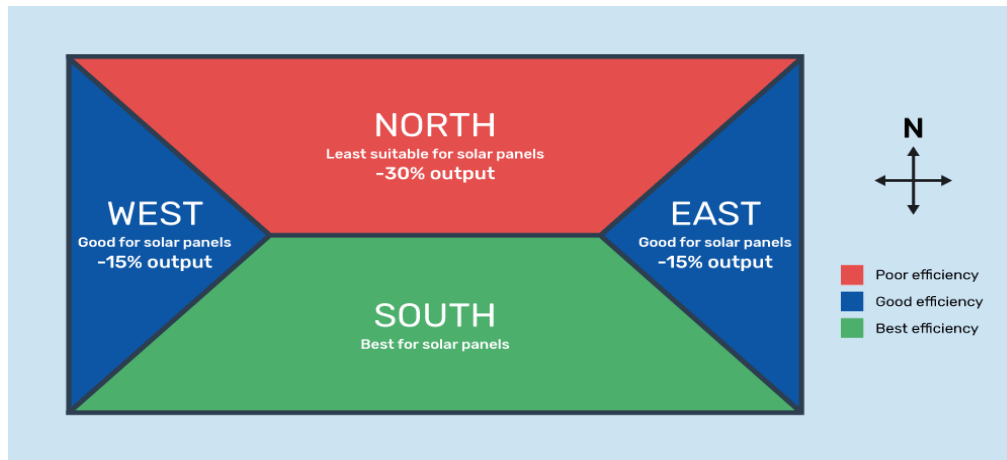 NORTH
Least suitable for solar panels
-30% output
WEST
Good for solar panels
-15% output
EAST
Good for solar panels
-15% output
SOUTH
Best for solar panels
N
Poor efficiency
Good efficiency
Best efficiency